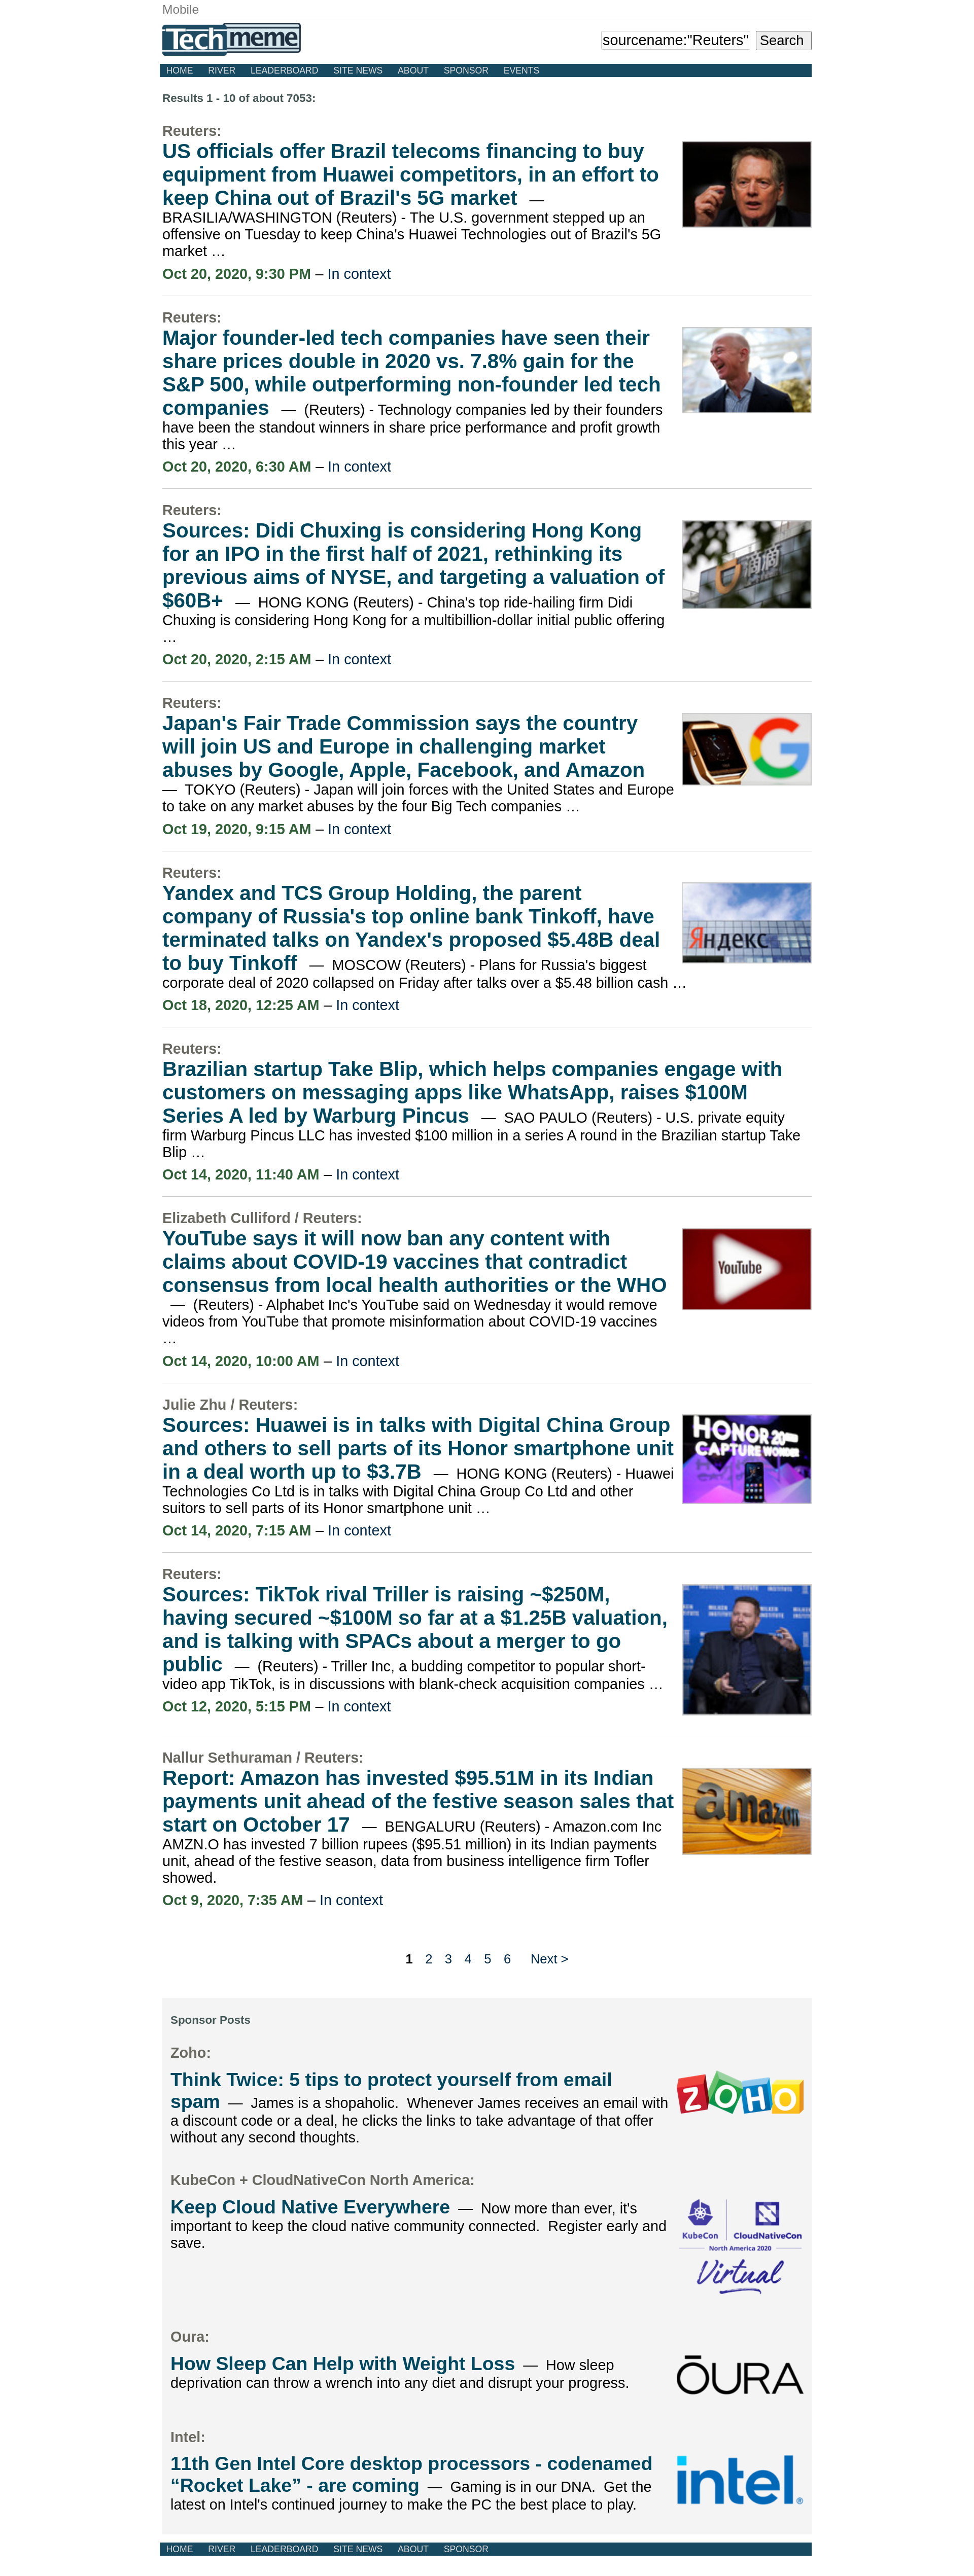 Mobile
Techmeme
sourcename:"Reuters"
Search
HOME RIVER LEADERBOARD SITE NEWS ABOUT SPONSOR EVENTS
Results 1 - 10 of about 7053:
Reuters:
US officials offer Brazil telecoms financing to buy
equipment from Huawei competitors, in an effort to
keep China out of Brazil's 5G market —
BRASILIA/WASHINGTON (Reuters) - The U.S. government stepped up an
offensive on Tuesday to keep China's Huawei Technologies out of Brazil's 5G
market …
Oct 20, 2020, 9:30 PM – In context
Reuters:
Major founder-led tech companies have seen their
share prices double in 2020 vs. 7.8% gain for the
S&P 500, while outperforming non-founder led tech
companies — (Reuters) - Technology companies led by their founders
have been the standout winners in share price performance and profit growth
this year …
Oct 20, 2020, 6:30 AM – In context
Reuters:
Sources: Didi Chuxing is considering Hong Kong
for an IPO in the first half of 2021, rethinking its
previous aims of NYSE, and targeting a valuation of
$60B+ — HONG KONG (Reuters) - China's top ride-hailing firm Didi
Chuxing is considering Hong Kong for a multibillion-dollar initial public offering
…
Oct 20, 2020, 2:15 AM – In context
Reuters:
Japan's Fair Trade Commission says the country
will join US and Europe in challenging market
abuses by Google, Apple, Facebook, and Amazon
— TOKYO (Reuters) - Japan will join forces with the United States and Europe
to take on any market abuses by the four Big Tech companies …
Oct 19, 2020, 9:15 AM – In context
Reuters:
Yandex and TCS Group Holding, the parent
company of Russia's top online bank Tinkoff, have
terminated talks on Yandex's proposed $5.48B deal
to buy Tinkoff — MOSCOW (Reuters) - Plans for Russia's biggest
corporate deal of 2020 collapsed on Friday after talks over a $5.48 billion cash …
Яндекс
Oct 18, 2020, 12:25 AM – In context
Reuters:
Brazilian startup Take Blip, which helps companies engage with
customers on messaging apps like WhatsApp, raises $100M
Series A led by Warburg Pincus — SAO PAULO (Reuters) - U.S. private equity
firm Warburg Pincus LLC has invested $100 million in a series A round in the Brazilian startup Take
Blip …
Oct 14, 2020, 11:40 AM – In context
Elizabeth Culliford / Reuters:
YouTube says it will now ban any content with
claims about COVID-19 vaccines that contradict
consensus from local health authorities or the WHO
— (Reuters) - Alphabet Inc's YouTube said on Wednesday it would remove
videos from YouTube that promote misinformation about COVID-19 vaccines
…
YouTube
Oct 14, 2020, 10:00 AM – In context
Julie Zhu / Reuters:
Sources: Huawei is in talks with Digital China Group
and others to sell parts of its Honor smartphone unit
in a deal worth up to $3.7B — HONG KONG (Reuters) - Huawei
Technologies Co Ltd is in talks with Digital China Group Co Ltd and other
suitors to sell parts of its Honor smartphone unit …
HONOR 20
CAPTURE WONDER
Oct 14, 2020, 7:15 AM – In context
Reuters:
Sources: TikTok rival Triller is raising ~$250M,
having secured ~$100M so far at a $1.25B valuation,
and is talking with SPACs about a merger to go
public — (Reuters) - Triller Inc, a budding competitor to popular short-
video app TikTok, is in discussions with blank-check acquisition companies …
Oct 12, 2020, 5:15 PM – In context
Nallur Sethuraman / Reuters:
Report: Amazon has invested $95.51M in its Indian
payments unit ahead of the festive season sales that
start on October 17 — BENGALURU (Reuters) - Amazon.com Inc
AMZN.O has invested 7 billion rupees ($95.51 million) in its Indian payments
unit, ahead of the festive season, data from business intelligence firm Tofler
showed.
amazon
Oct 9, 2020, 7:35 AM – In context
1 2 3 4 5 6 Next >
Sponsor Posts
Zoho:
Think Twice: 5 tips to protect yourself from email
spam — James is a shopaholic. Whenever James receives an email with
a discount code or a deal, he clicks the links to take advantage of that offer
without any second thoughts.
ZOHO
KubeCon + CloudNativeCon North America:
Keep Cloud Native Everywhere — Now more than ever, it's
important to keep the cloud native community connected. Register early and
save.
KubeCon CloudNativeCon
North America 2020
Virtual
Oura:
How Sleep Can Help with Weight Loss — How sleep
deprivation can throw a wrench into any diet and disrupt your progress.
ŌURA
Intel:
11th Gen Intel Core desktop processors - codenamed
“Rocket Lake” - are coming — Gaming is in our DNA. Get the
latest on Intel's continued journey to make the PC the best place to play.
intel®
HOME RIVER LEADERBOARD SITE NEWS ABOUT SPONSOR